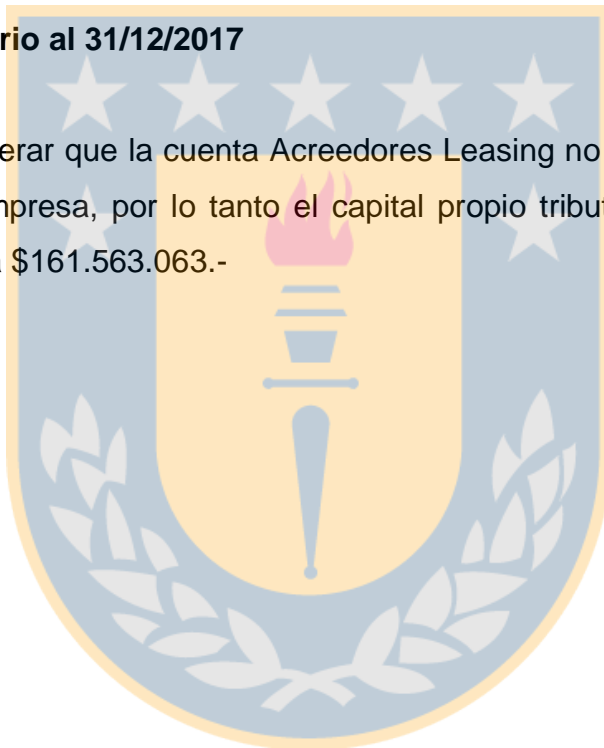 rio al 31/12/2017
erar que la cuenta Acreedores Leasing no
mpresa, por lo tanto el capital propio tribut
a $161.563.063.-